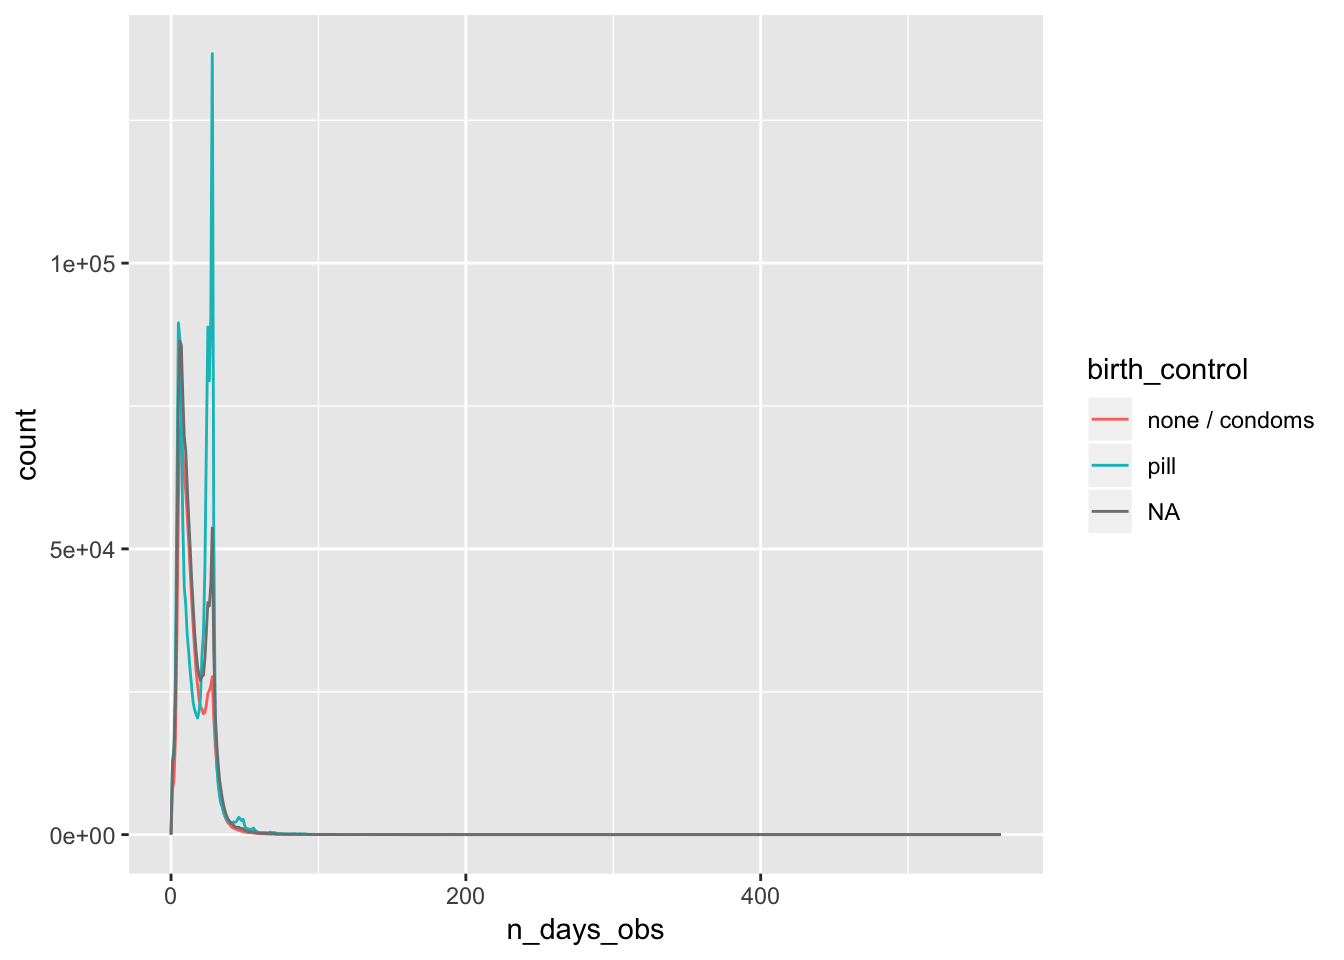 count
1e+05
5e+04
0e+00
0
200
400
n_days_obs
birth_control
none / condoms
pill
NA